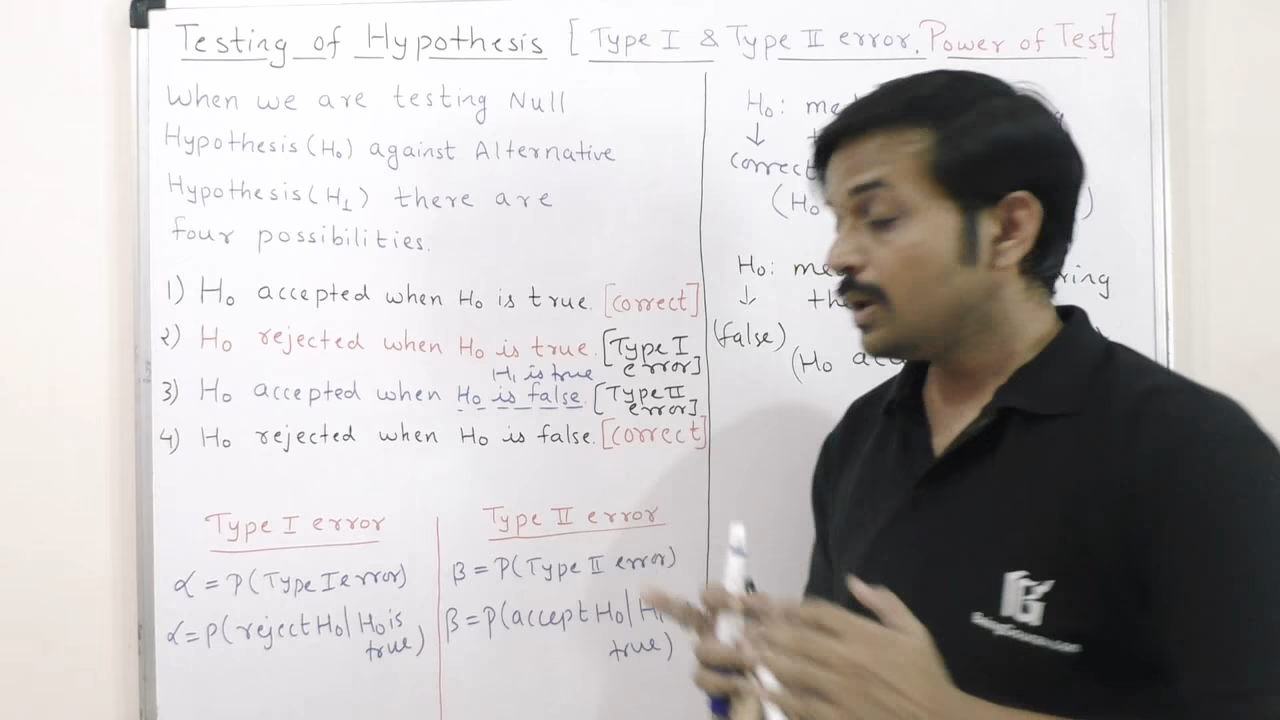 Testing of Hypothesis [Type I & Type II error, Power of Test]
When we are testing Null
Hypothesis (H0) against Alternative
Hypothesis (H1) there are
four possibilities.
1) H0 accepted when H0 is true. [correct]
2) H0 rejected when H0 is true. [Type I
error]
H1 is true
3) H0 accepted when H0 is false. [Type II
error]
4) H0 rejected when H0 is false. [correct]
Type I error
α = P(Type I error)
α = P(reject H0 | H0 is
true)
Type II error
β = P(Type II error)
β = P(accept H0 | H1
true)
H0:
↓
correct
(H0 )
H0:
↓
(false)
(H0